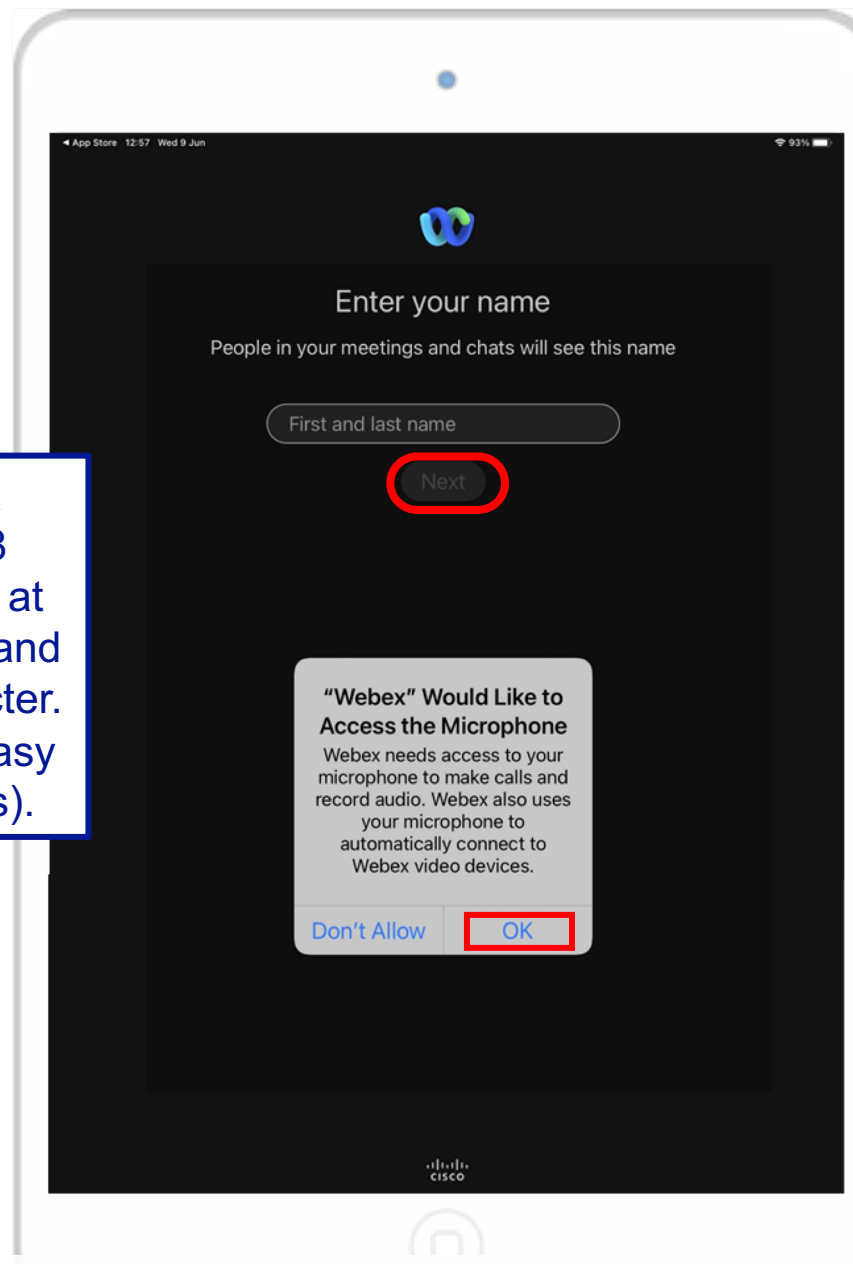 App Store 12:57 Wed 9 Jun 93%
Enter your name
People in your meetings and chats will see this name
First and last name
Next
at
and
“Webex” Would Like to
Access the Microphone
Webex needs access to your
microphone to make calls and
record audio. Webex also uses
your microphone to
automatically connect to
Webex video devices.
Don’t Allow OK
CISCO